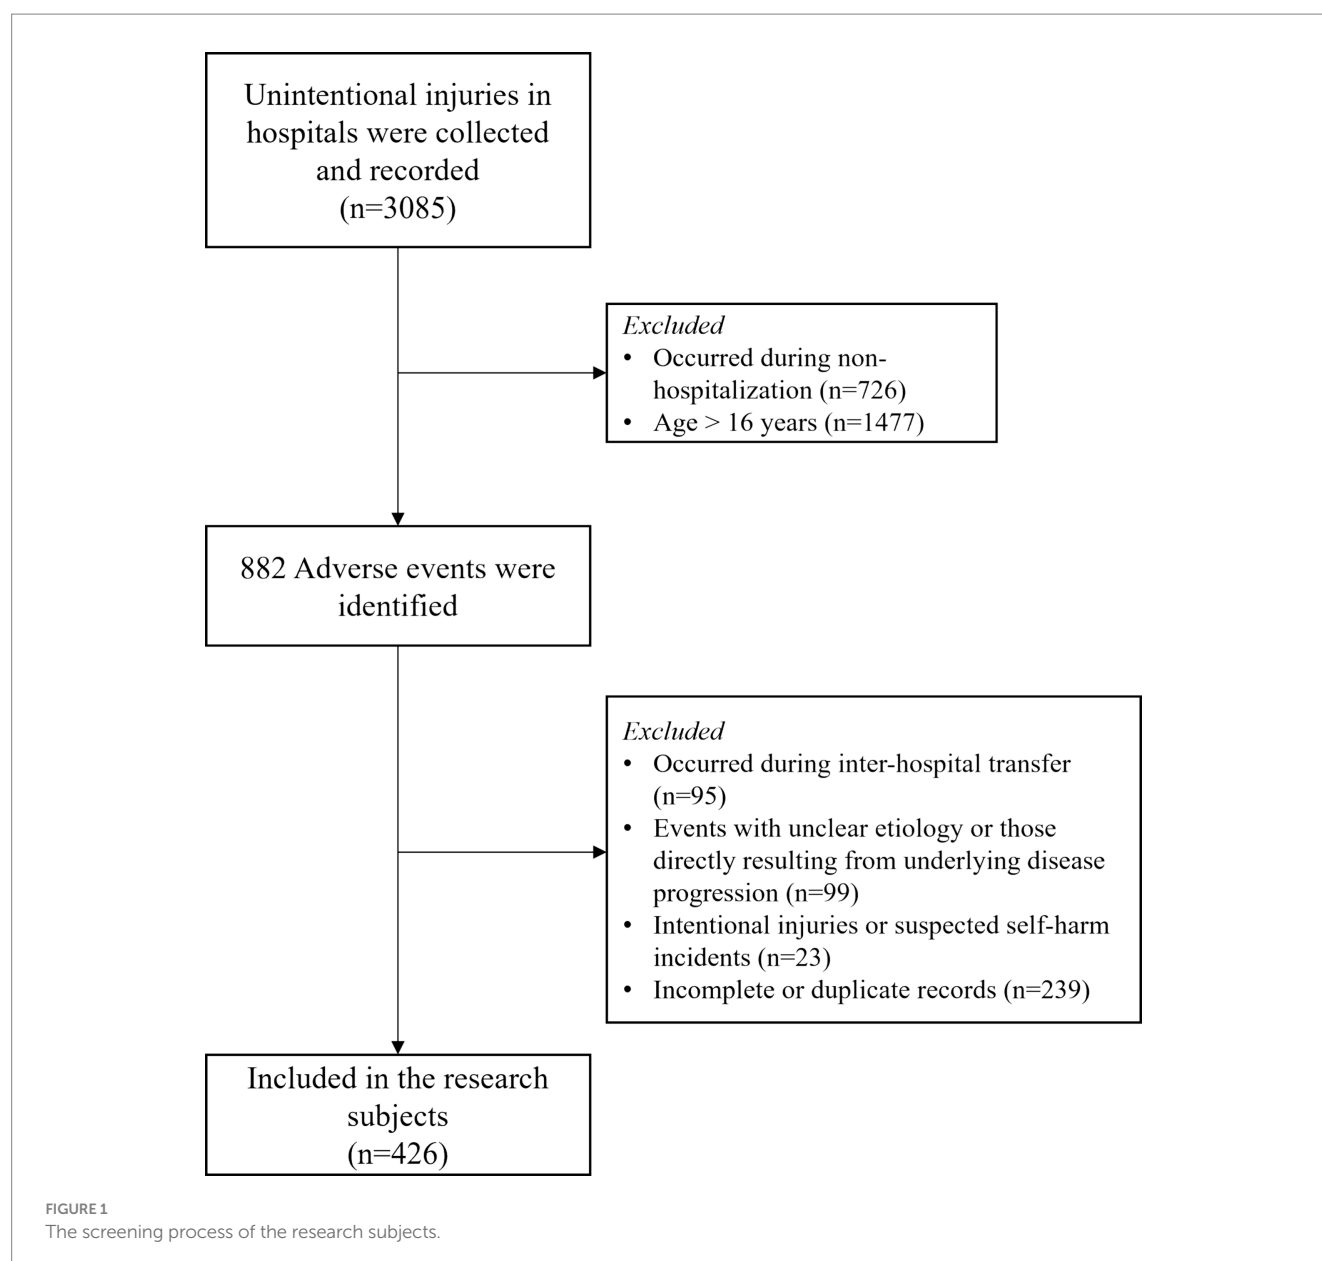 Unintentional injuries in
hospitals were collected
and recorded
(n=3085)
Excluded
• Occurred during non-
hospitalization (n=726)
• Age > 16 years (n=1477)
882 Adverse events were
identified
Excluded
• Occurred during inter-hospital transfer
(n=95)
• Events with unclear etiology or those
directly resulting from underlying disease
progression (n=99)
• Intentional injuries or suspected self-harm
incidents (n=23)
• Incomplete or duplicate records (n=239)
Included in the research
subjects
(n=426)
FIGURE 1
The screening process of the research subjects.